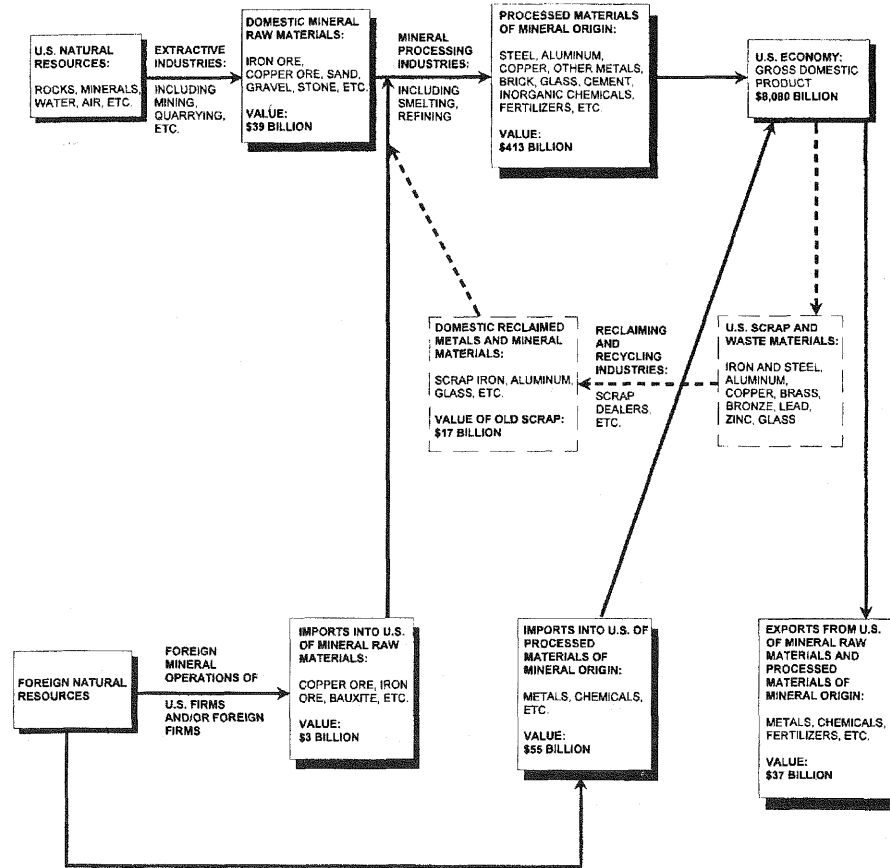 U.S. NATURAL
RESOURCES:
ROCKS, MINERALS,
WATER, AIR, ETC.
EXTRACTIVE
INDUSTRIES:
INCLUDING
MINING,
QUARRYING,
ETC.
DOMESTIC MINERAL
RAW MATERIALS:
IRON ORE,
COPPER ORE, SAND,
GRAVEL, STONE, ETC.
VALUE:
$39 BILLION
MINERAL
PROCESSING
INDUSTRIES:
INCLUDING
SMELTING,
REFINING
PROCESSED MATERIALS
OF MINERAL ORIGIN:
STEEL, ALUMINUM,
COPPER, OTHER METALS,
BRICK, GLASS, CEMENT,
INORGANIC CHEMICALS,
FERTILIZERS, ETC.
VALUE:
$413 BILLION
U.S. ECONOMY:
GROSS DOMESTIC
PRODUCT
$8,080 BILLION
DOMESTIC RECLAIMED
METALS AND MINERAL
MATERIALS:
SCRAP IRON, ALUMINUM,
GLASS, ETC.
VALUE OF OLD SCRAP:
$17 BILLION
RECLAIMING
AND
RECYCLING
INDUSTRIES:
SCRAP
DEALERS,
ETC.
U.S. SCRAP AND
WASTE MATERIALS:
IRON AND STEEL,
ALUMINUM,
COPPER, BRASS,
BRONZE, LEAD,
ZINC, GLASS
FOREIGN NATURAL
RESOURCES
FOREIGN
MINERAL
OPERATIONS OF
U.S. FIRMS
AND/OR FOREIGN
FIRMS
IMPORTS INTO U.S.
OF MINERAL RAW
MATERIALS:
COPPER ORE, IRON
ORE, BAUXITE, ETC.
VALUE:
$3 BILLION
IMPORTS INTO U.S. OF
PROCESSED
MATERIALS OF
MINERAL ORIGIN:
METALS, CHEMICALS,
ETC.
VALUE:
$55 BILLION
EXPORTS FROM U.S.
OF MINERAL RAW
MATERIALS AND
PROCESSED
MATERIALS OF
MINERAL ORIGIN:
METALS, CHEMICALS,
FERTILIZERS, ETC.
VALUE:
$37 BILLION